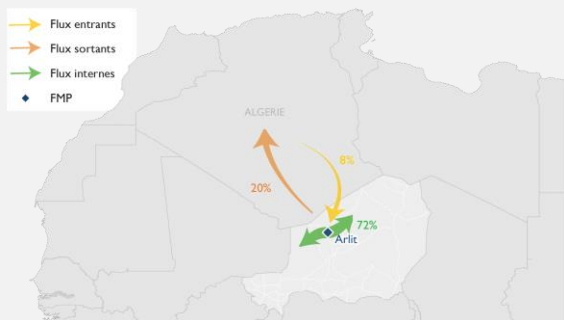 Flux entrants
Flux sortants
Flux internes
FMP
ALGERIE
8%
20%
72%
Arlit